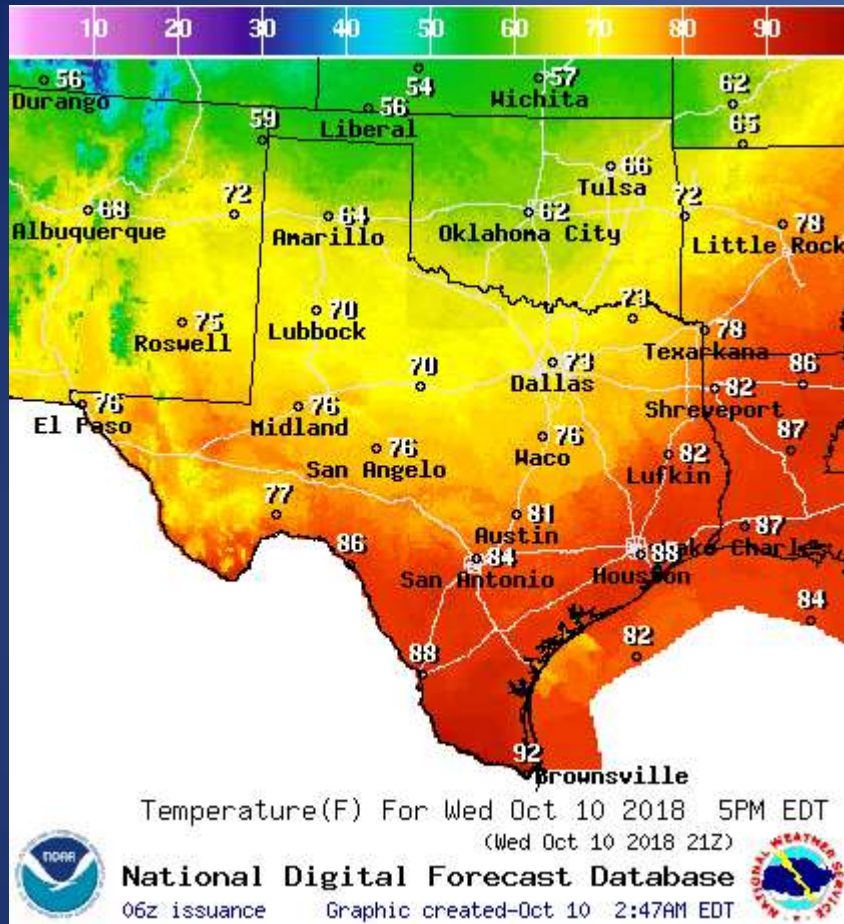 10 20 30 40 50 60 70 80 90
56 54 57 62
Durango Wichita
56
Liberal
59 65
66
Tulsa
68 72 64 62 72 78
Albuquerque Amarillo Oklahoma City Little Rock
75 70 73 78
Roswell Lubbock Texarkana
70 73 82 86
Dallas Shreveport
76 76
El Paso Midland
76 76 82 87
San Angelo Waco Lufkin
77 81 87
Austin Lake Charles
86 84 88
San Antonio Houston
84
88 82
92
Brownsville
Temperature(F) For Wed Oct 10 2018 5PM EDT
(Wed Oct 10 2018 21Z)
NOAA
National Digital Forecast Database
06z issuance Graphic created-Oct 10 2:47AM EDT
NATIONAL WEATHER SERVICE